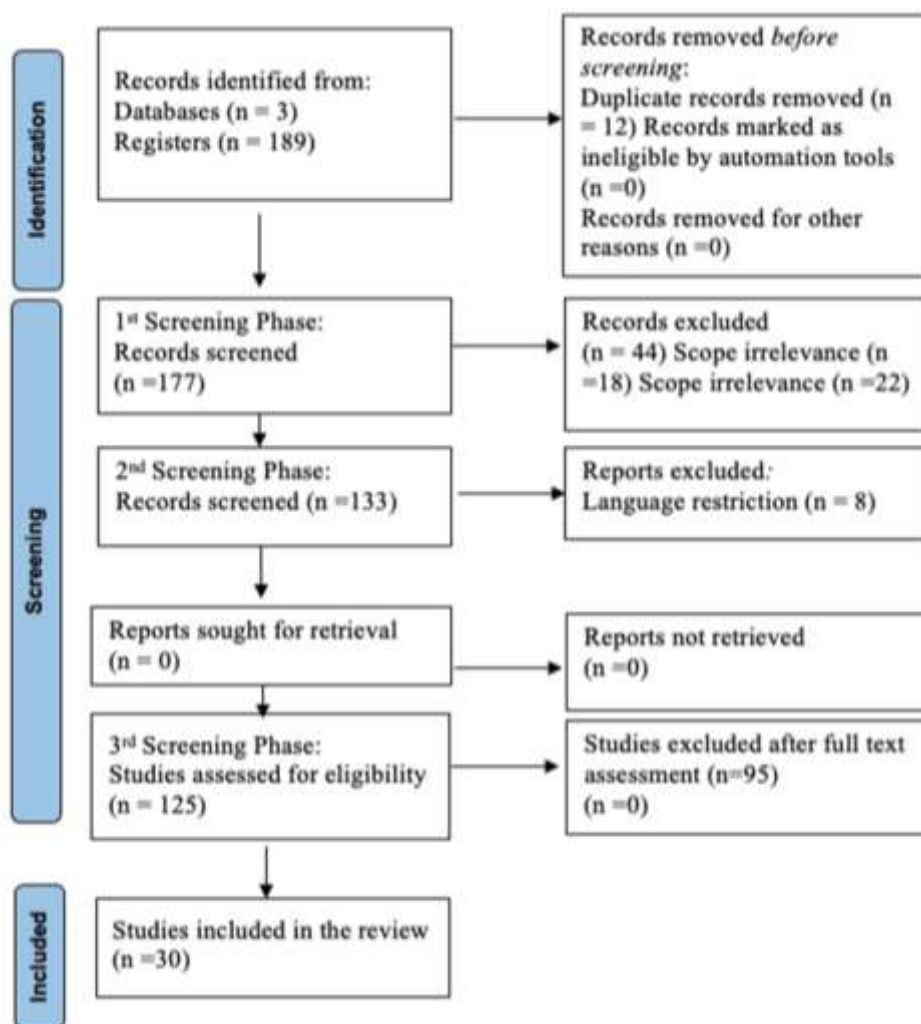 Identification
Records identified from:
Databases (n = 3)
Registers (n = 189)
Records removed before
screening:
Duplicate records removed (n
= 12) Records marked as
ineligible by automation tools
(n =0)
Records removed for other
reasons (n =0)
Screening
1st Screening Phase:
Records screened
(n =177)
Records excluded
(n = 44) Scope irrelevance (n
=18) Scope irrelevance (n =22)
2nd Screening Phase:
Records screened (n =133)
Reports excluded:
Language restriction (n = 8)
Reports sought for retrieval
(n = 0)
Reports not retrieved
(n =0)
3rd Screening Phase:
Studies assessed for eligibility
(n = 125)
Studies excluded after full text
assessment (n=95)
(n =0)
Included
Studies included in the review
(n =30)